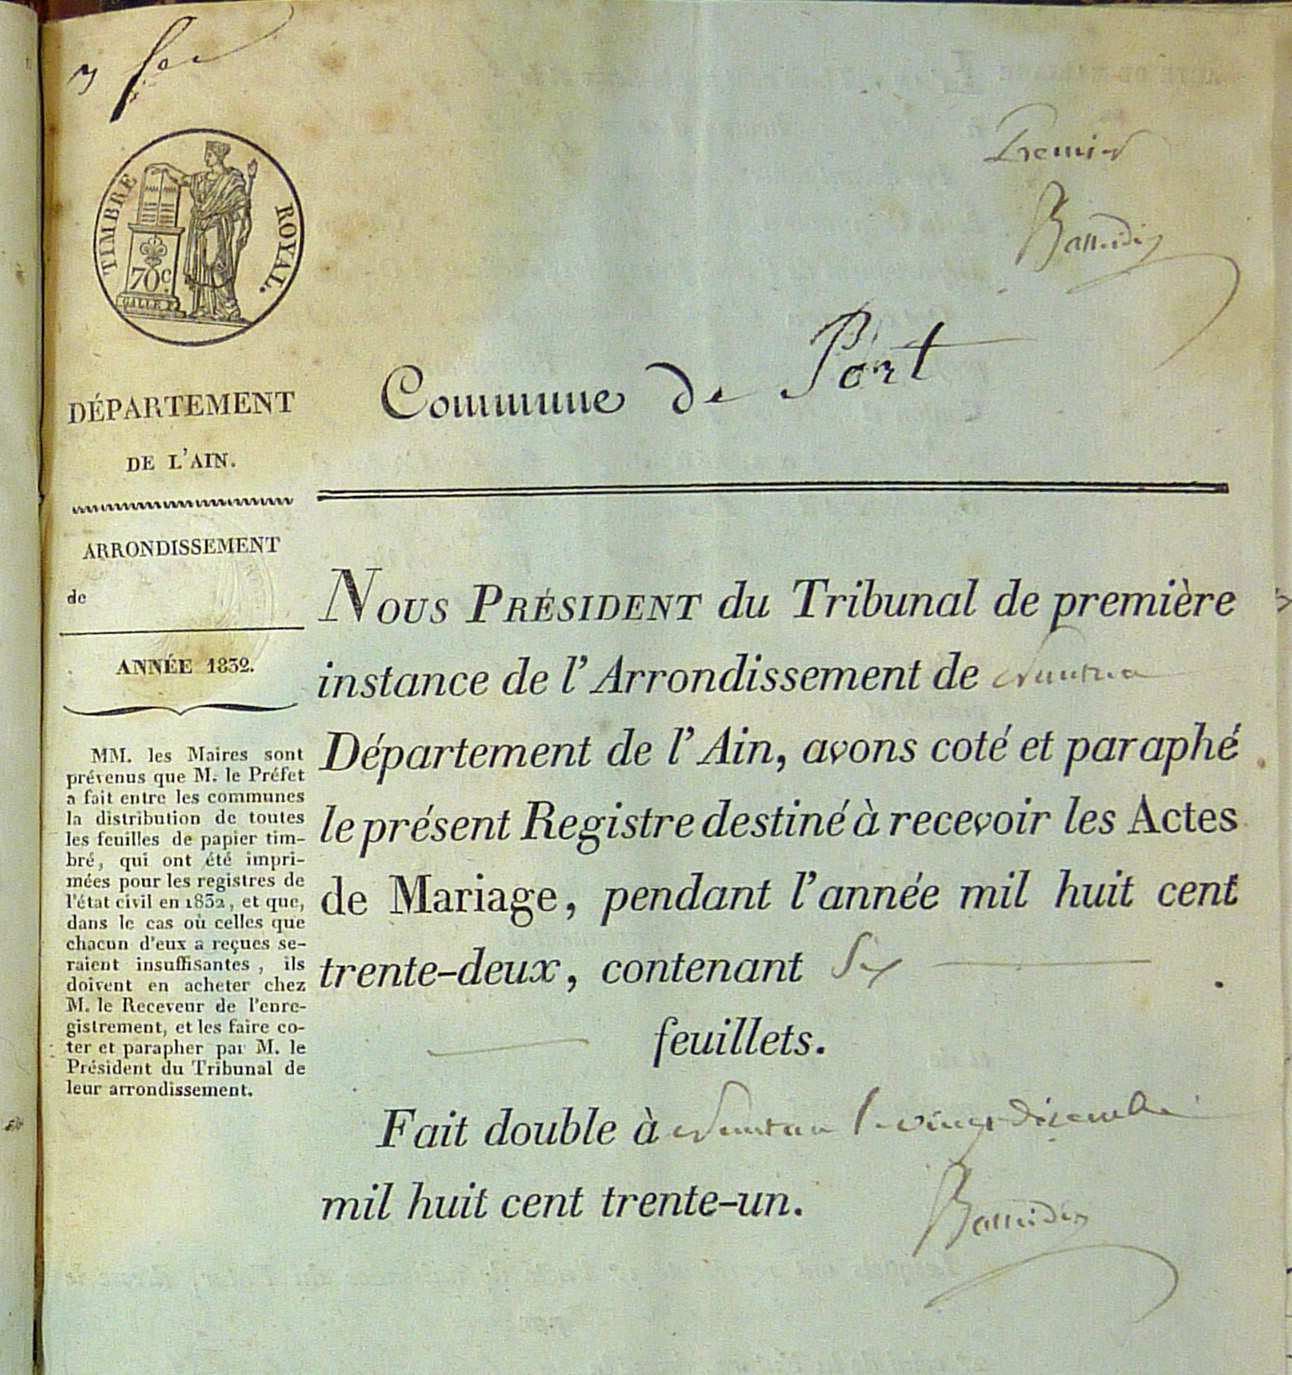 Premier
TIMBRE ROYAL.
70c.
Commune de Port
DÉPARTEMENT
DE L'AIN.
ARRONDISSEMENT
de
ANNÉE 1832.
MM. les Maires sont
prévenus que M. le Préfet
a fait entre les communes
la distribution de toutes
les feuilles de papier tim-
bré, qui ont été impri-
mées pour les registres de
l'état civil en 1832, et que,
dans le cas où celles que
chacun d'eux a reçues se-
raient insuffisantes, ils
doivent en acheter chez
M. le Receveur de l'enre-
gistrement, et les faire co-
ter et parapher par M. le
Président du Tribunal de
leur arrondissement.
NOUS PRÉSIDENT du Tribunal de première
instance de l'Arrondissement de Nantua
Département de l'Ain, avons coté et paraphé
le présent Registre destiné à recevoir les Actes
de Mariage, pendant l'année mil huit cent
trente-deux, contenant Six
feuillets.
Fait double à Nantua le vingt décembre
mil huit cent trente-un.